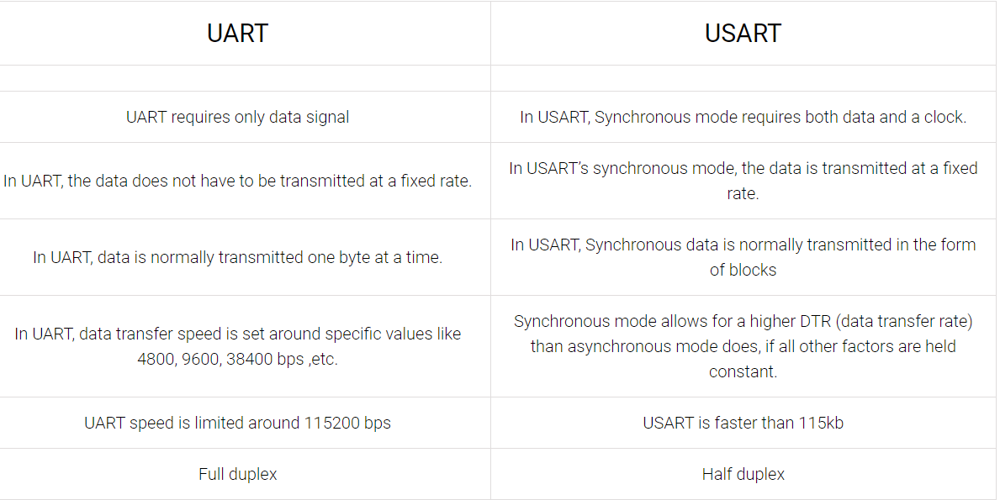 UART
USART
UART requires only data signal
In USART, Synchronous mode requires both data and a clock.
In UART, the data does not have to be transmitted at a fixed rate.
In USART’s synchronous mode, the data is transmitted at a fixed
rate.
In UART, data is normally transmitted one byte at a time.
In USART, Synchronous data is normally transmitted in the form
of blocks
In UART, data transfer speed is set around specific values like
4800, 9600, 38400 bps ,etc.
Synchronous mode allows for a higher DTR (data transfer rate)
than asynchronous mode does, if all other factors are held
constant.
UART speed is limited around 115200 bps
USART is faster than 115kb
Full duplex
Half duplex